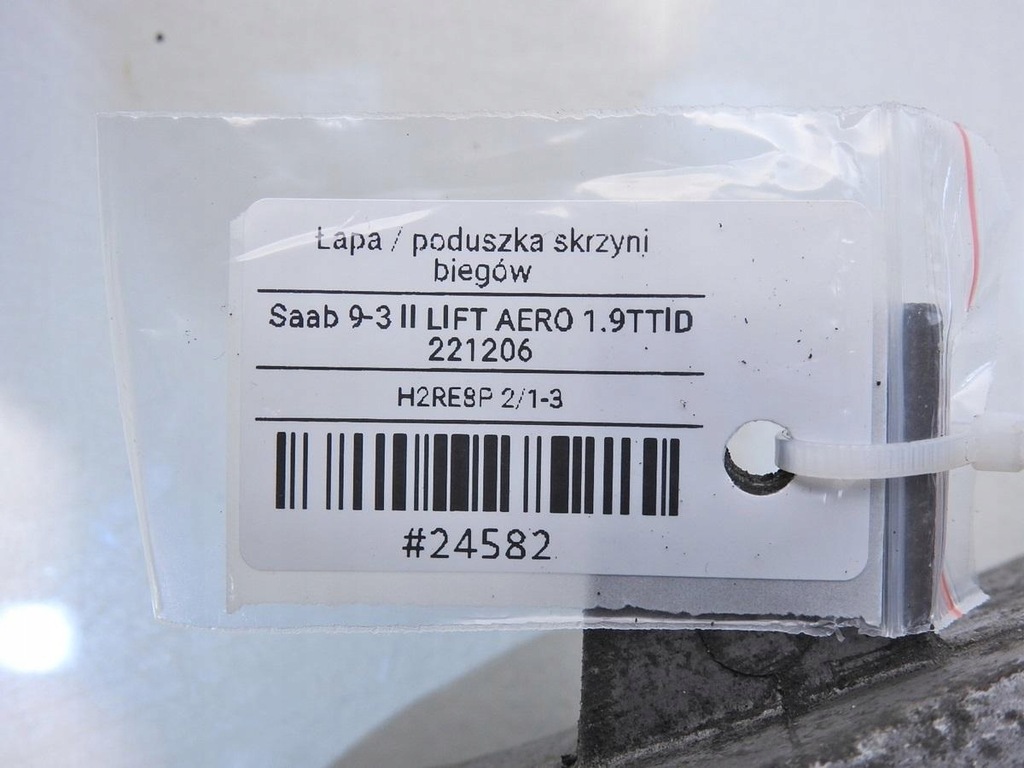 Łapa / poduszka skrzyni
biegów
Saab 9-3 II LIFT AERO 1.9TTID
221206
H2RE8P 2/1-3
#24582